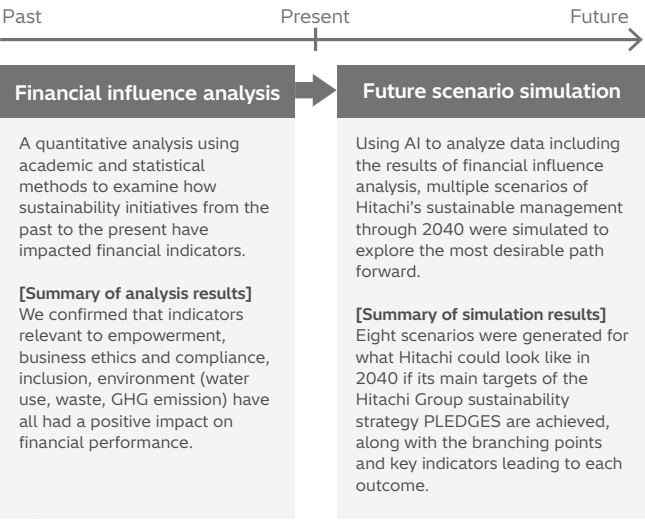 Past
Present
Future
Financial influence analysis
A quantitative analysis using
academic and statistical
methods to examine how
sustainability initiatives from the
past to the present have
impacted financial indicators.
[Summary of analysis results]
We confirmed that indicators
relevant to empowerment,
business ethics and compliance,
inclusion, environment (water
use, waste, GHG emission) have
all had a positive impact on
financial performance.
Future scenario simulation
Using AI to analyze data including
the results of financial influence
analysis, multiple scenarios of
Hitachi's sustainable management
through 2040 were simulated to
explore the most desirable path
forward.
[Summary of simulation results]
Eight scenarios were generated for
what Hitachi could look like in
2040 if its main targets of the
Hitachi Group sustainability
strategy PLEDGES are achieved,
along with the branching points
and key indicators leading to each
outcome.